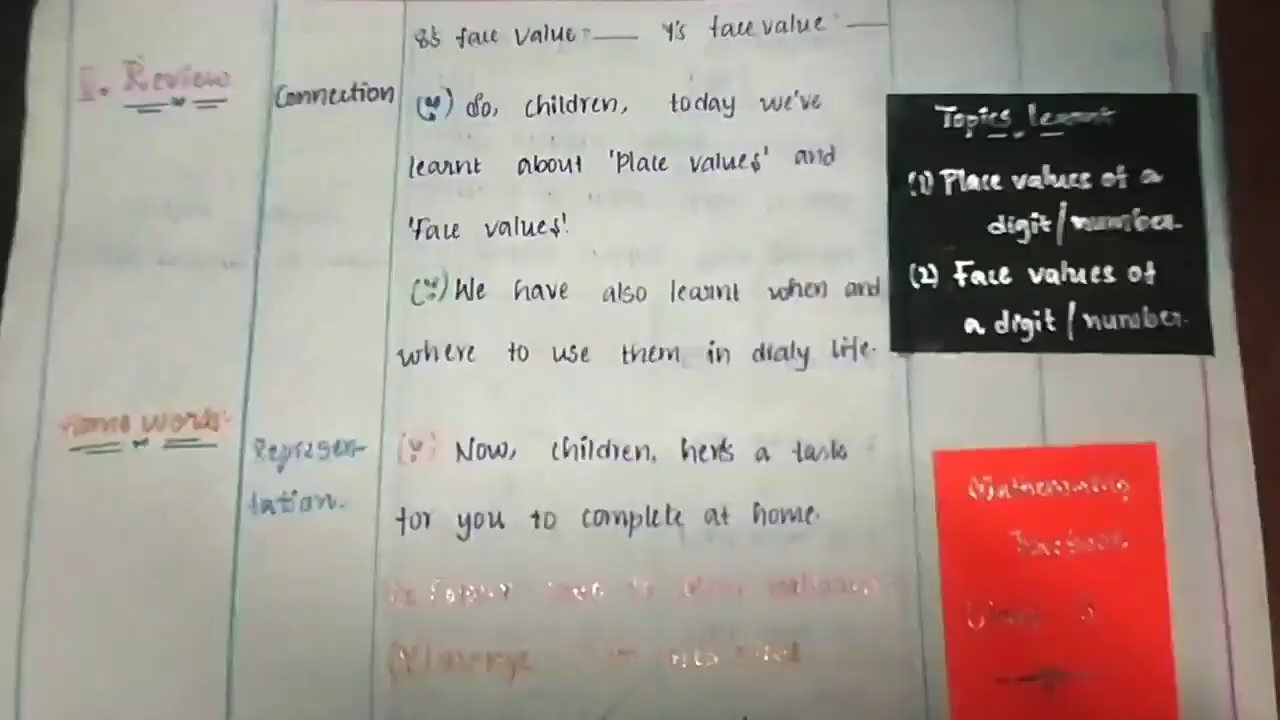 8's face value = ___ 4's face value ___
I. Review
Connection
So, children, today we've
learnt about 'Place values' and
'Face values'.
We have also learnt when and
where to use them in dialy life.
Topics learnt
(1) Place values of a
digit/number.
(2) Face values of
a digit/number.
Home work:
Represen-
tation.
Now, children, her's a task
for you to complete at home.
Mathematics